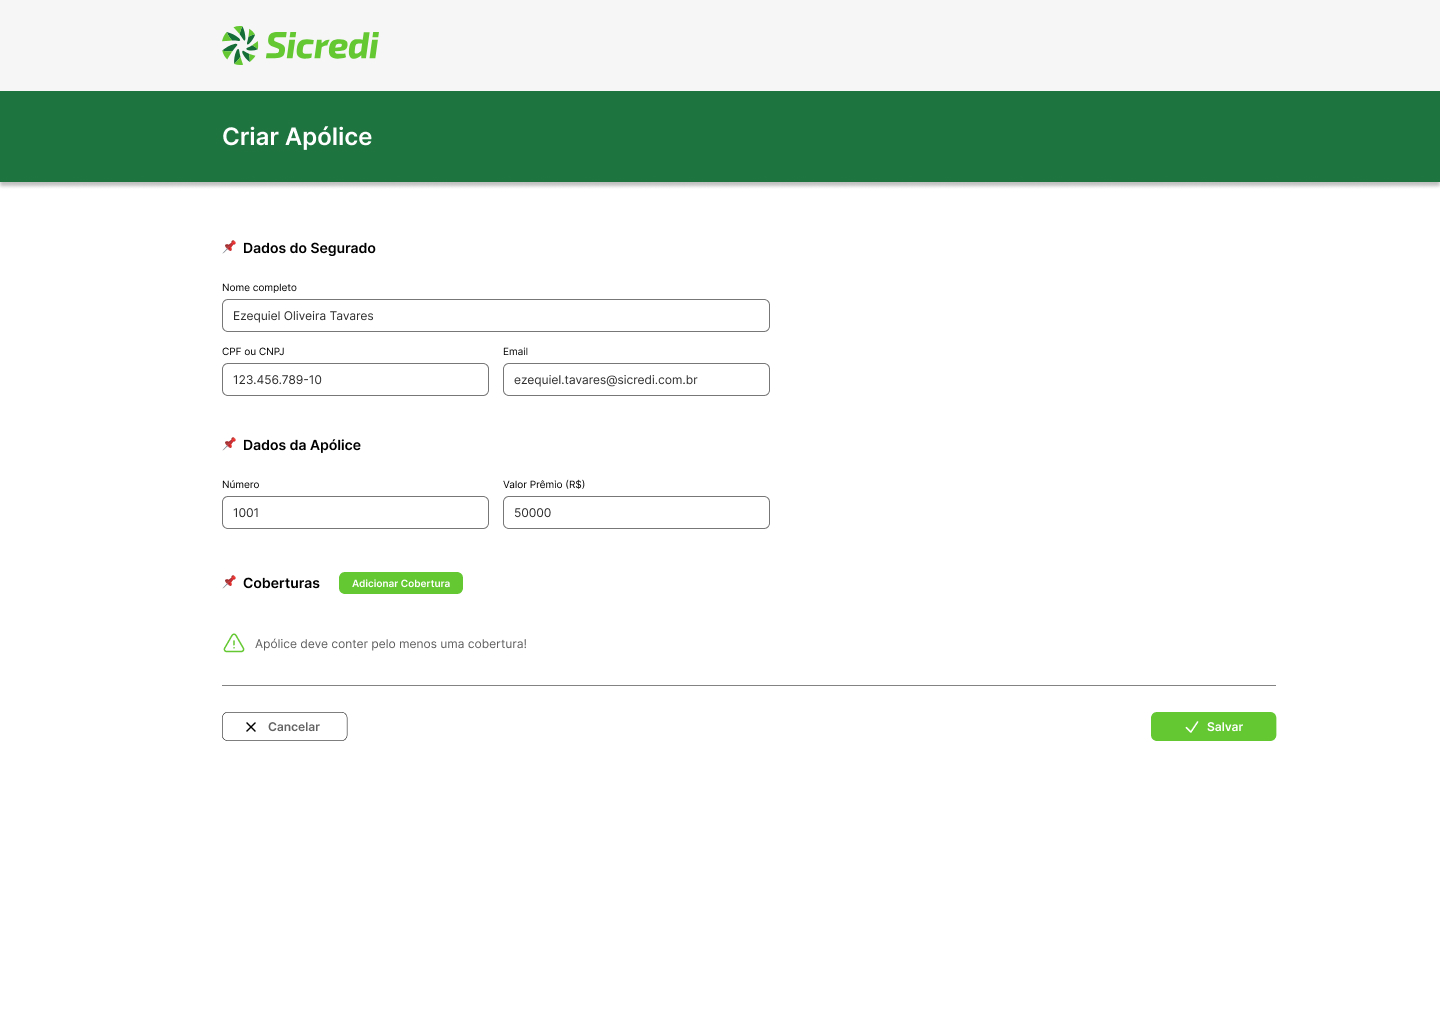 Sicredi
Criar Apólice
Dados do Segurado
Nome completo
Ezequiel Oliveira Tavares
CPF ou CNPJ
Email
123.456.789-10
ezequiel.tavares@sicredi.com.br
Dados da Apólice
Número
Valor Prêmio (R$)
1001
50000
Coberturas
Adicionar Cobertura
Apólice deve conter pelo menos uma cobertura!
Cancelar
Salvar